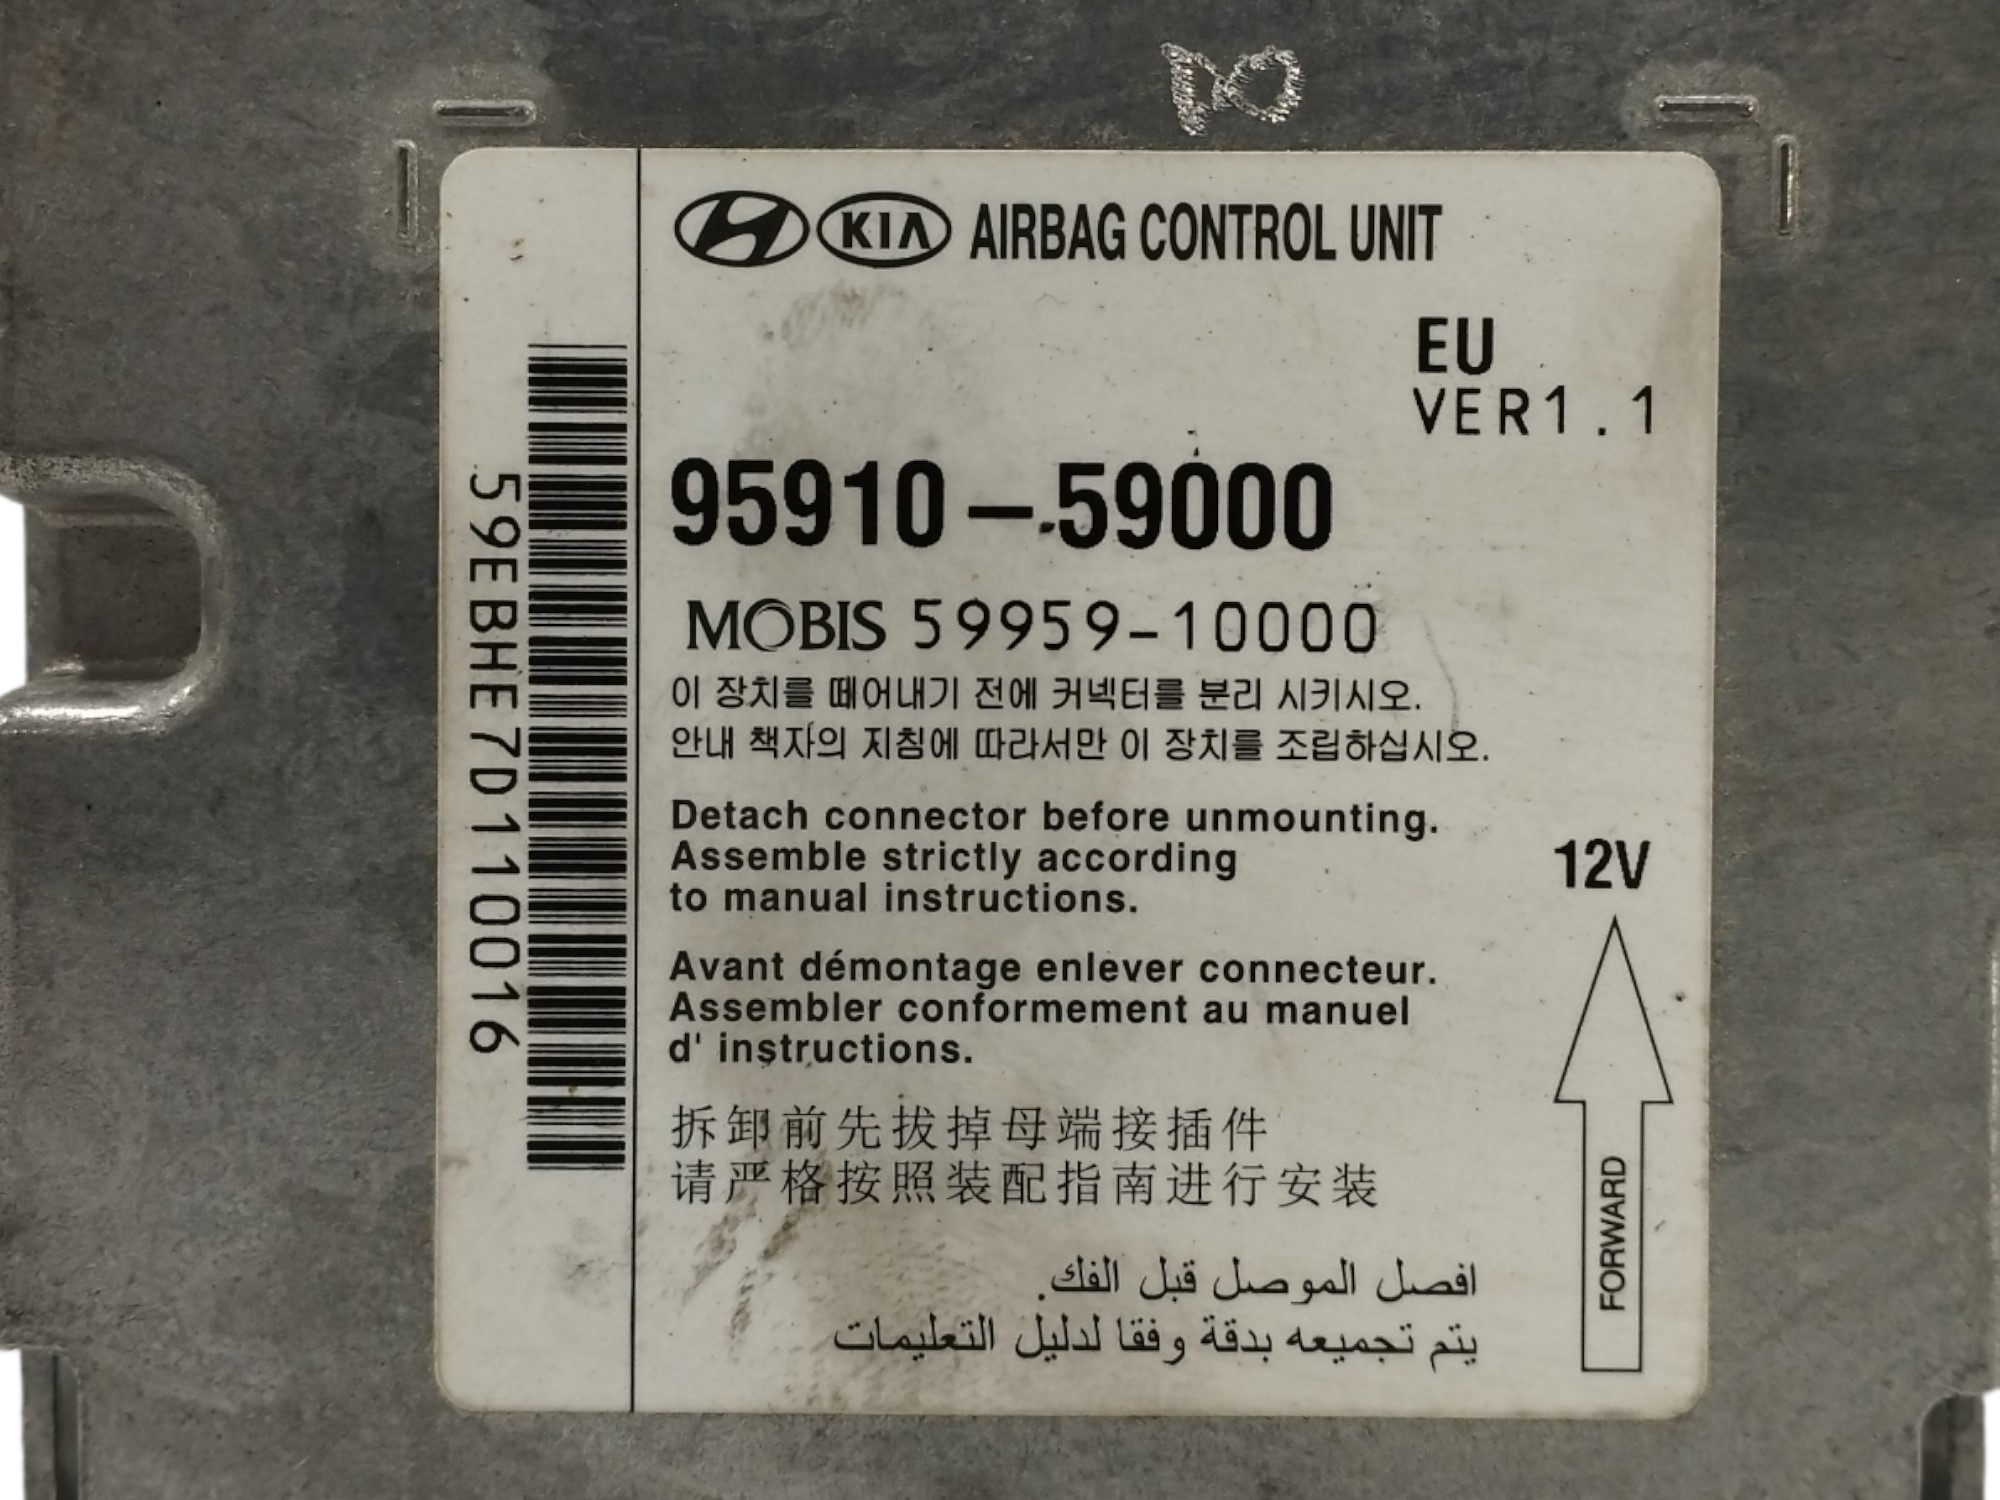 KIA AIRBAG CONTROL UNIT
EU
VER1.1
95910-59000
MOBIS 59959-10000
이 장치를 떼어내기 전에 커넥터를 분리 시키시오.
안내 책자의 지침에 따라서만 이 장치를 조립하십시오.
Detach connector before unmounting.
Assemble strictly according
to manual instructions.
12V
Avant démontage enlever connecteur.
Assembler conformement au manuel
d' instructions.
拆卸前先拔掉母端接插件
请严格按照装配指南进行安装
افصل الموصل قبل الفك.
يتم تجميعه بدقة وفقا لدليل التعليمات
FORWARD
59EBHE7D110016